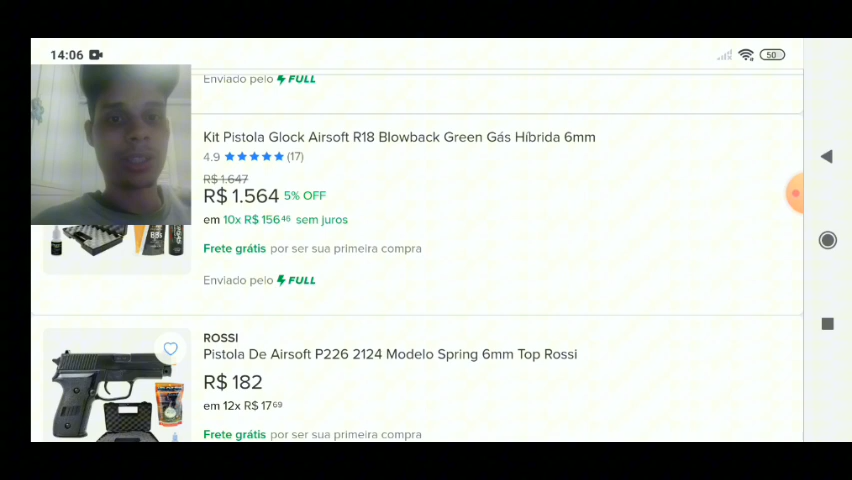 14:06
50
Enviado pelo FULL
Kit Pistola Glock Airsoft R18 Blowback Green Gás Híbrida 6mm
4.9 (17)
R$ 1.647
R$ 1.564 5% OFF
em 10x R$ 156 46 sem juros
Frete grátis por ser sua primeira compra
Enviado pelo FULL
ROSSI
Pistola De Airsoft P226 2124 Modelo Spring 6mm Top Rossi
R$ 182
em 12x R$ 17 69
Frete grátis por ser sua primeira compra
BBs